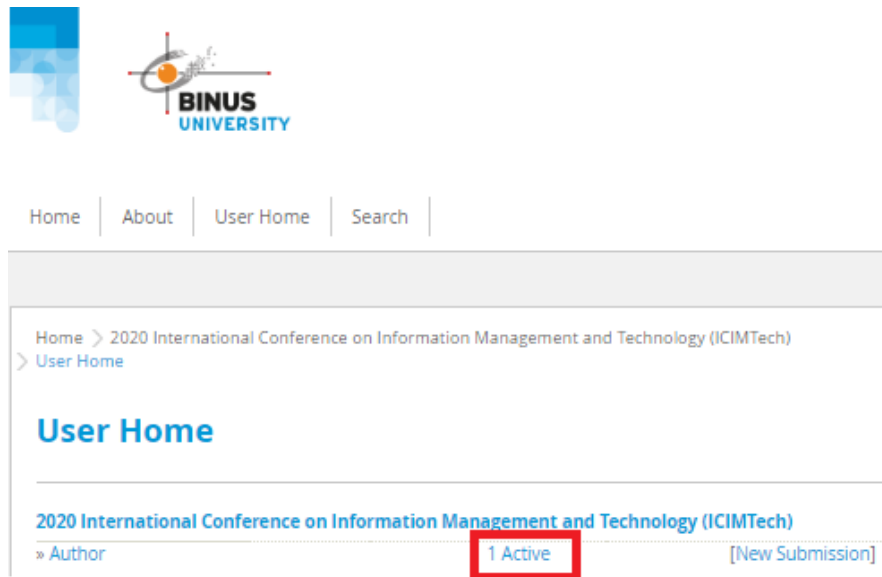 BINUS
UNIVERSITY
Home About User Home Search
Home > 2020 International Conference on Information Management and Technology (ICIMTech)
> User Home
User Home
2020 International Conference on Information Management and Technology (ICIMTech)
» Author 1 Active [New Submission]